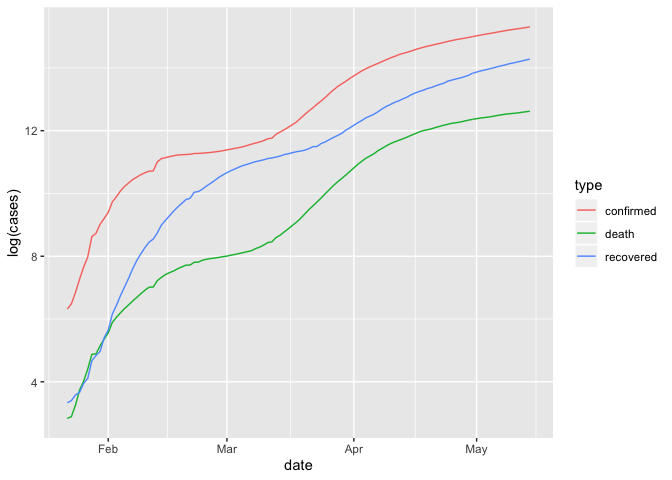 log(cases)
12
8
4
Feb
Mar
Apr
May
date
type
confirmed
death
recovered